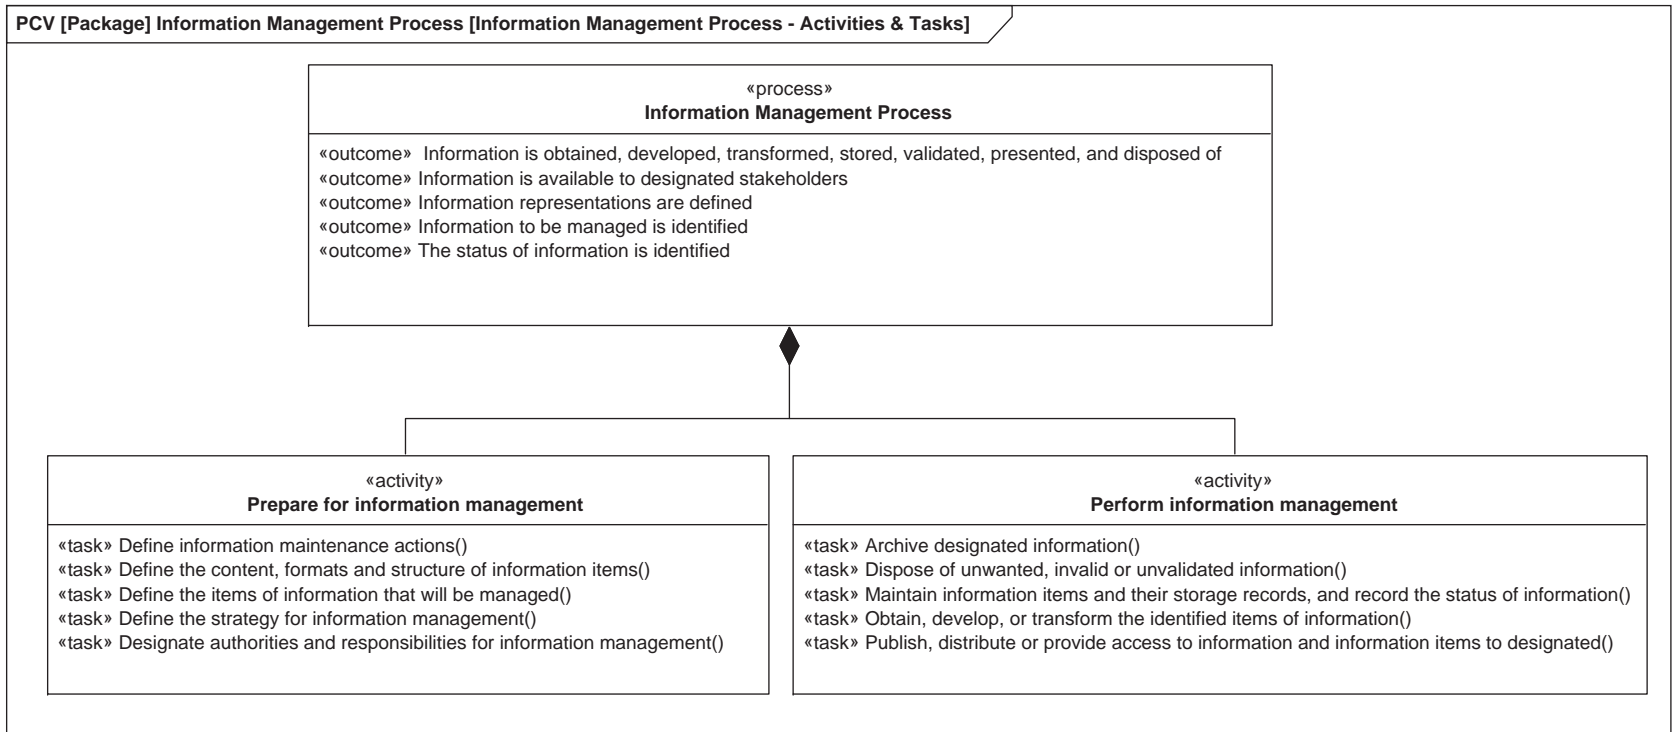 PCV [Package] Information Management Process [Information Management Process - Activities & Tasks]
«process»
Information Management Process
«outcome» Information is obtained, developed, transformed, stored, validated, presented, and disposed of
«outcome» Information is available to designated stakeholders
«outcome» Information representations are defined
«outcome» Information to be managed is identified
«outcome» The status of information is identified
«activity»
Prepare for information management
«task» Define information maintenance actions()
«task» Define the content, formats and structure of information items()
«task» Define the items of information that will be managed()
«task» Define the strategy for information management()
«task» Designate authorities and responsibilities for information management()
«activity»
Perform information management
«task» Archive designated information()
«task» Dispose of unwanted, invalid or unvalidated information()
«task» Maintain information items and their storage records, and record the status of information()
«task» Obtain, develop, or transform the identified items of information()
«task» Publish, distribute or provide access to information and information items to designated()